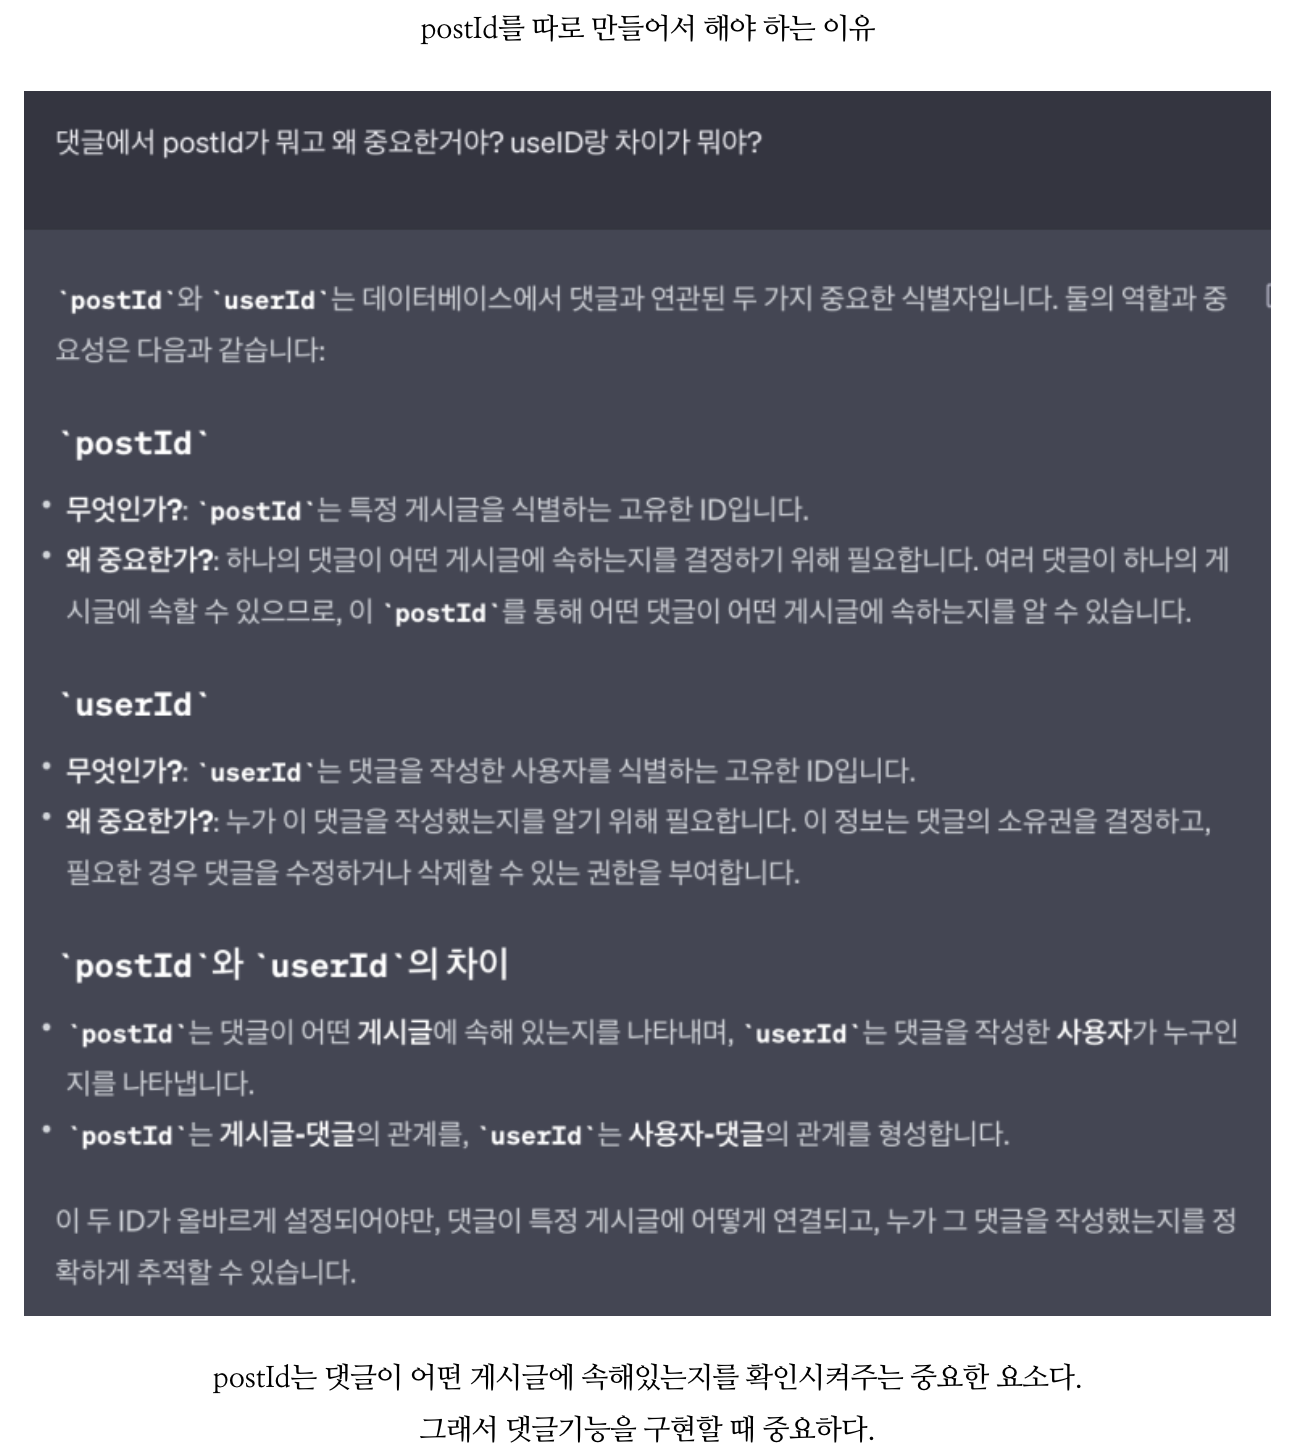 postId를 따로 만들어서 해야 하는 이유
댓글에서 postId가 뭐고 왜 중요한거야? useID랑 차이가 뭐야?
`postId`와 `userId`는 데이터베이스에서 댓글과 연관된 두 가지 중요한 식별자입니다. 둘의 역할과 중
요성은 다음과 같습니다:
`postId`
• 무엇인가?: `postId`는 특정 게시글을 식별하는 고유한 ID입니다.
• 왜 중요한가?: 하나의 댓글이 어떤 게시글에 속하는지를 결정하기 위해 필요합니다. 여러 댓글이 하나의 게
시글에 속할 수 있으므로, 이 `postId`를 통해 어떤 댓글이 어떤 게시글에 속하는지를 알 수 있습니다.
`userId`
• 무엇인가?: `userId`는 댓글을 작성한 사용자를 식별하는 고유한 ID입니다.
• 왜 중요한가?: 누가 이 댓글을 작성했는지를 알기 위해 필요합니다. 이 정보는 댓글의 소유권을 결정하고,
필요한 경우 댓글을 수정하거나 삭제할 수 있는 권한을 부여합니다.
`postId`와 `userId`의 차이
• `postId`는 댓글이 어떤 게시글에 속해 있는지를 나타내며, `userId`는 댓글을 작성한 사용자가 누구인
지를 나타냅니다.
• `postId`는 게시글-댓글의 관계를, `userId`는 사용자-댓글의 관계를 형성합니다.
이 두 ID가 올바르게 설정되어야만, 댓글이 특정 게시글에 어떻게 연결되고, 누가 그 댓글을 작성했는지를 정
확하게 추적할 수 있습니다.
postId는 댓글이 어떤 게시글에 속해있는지를 확인시켜주는 중요한 요소다.
그래서 댓글기능을 구현할 때 중요하다.